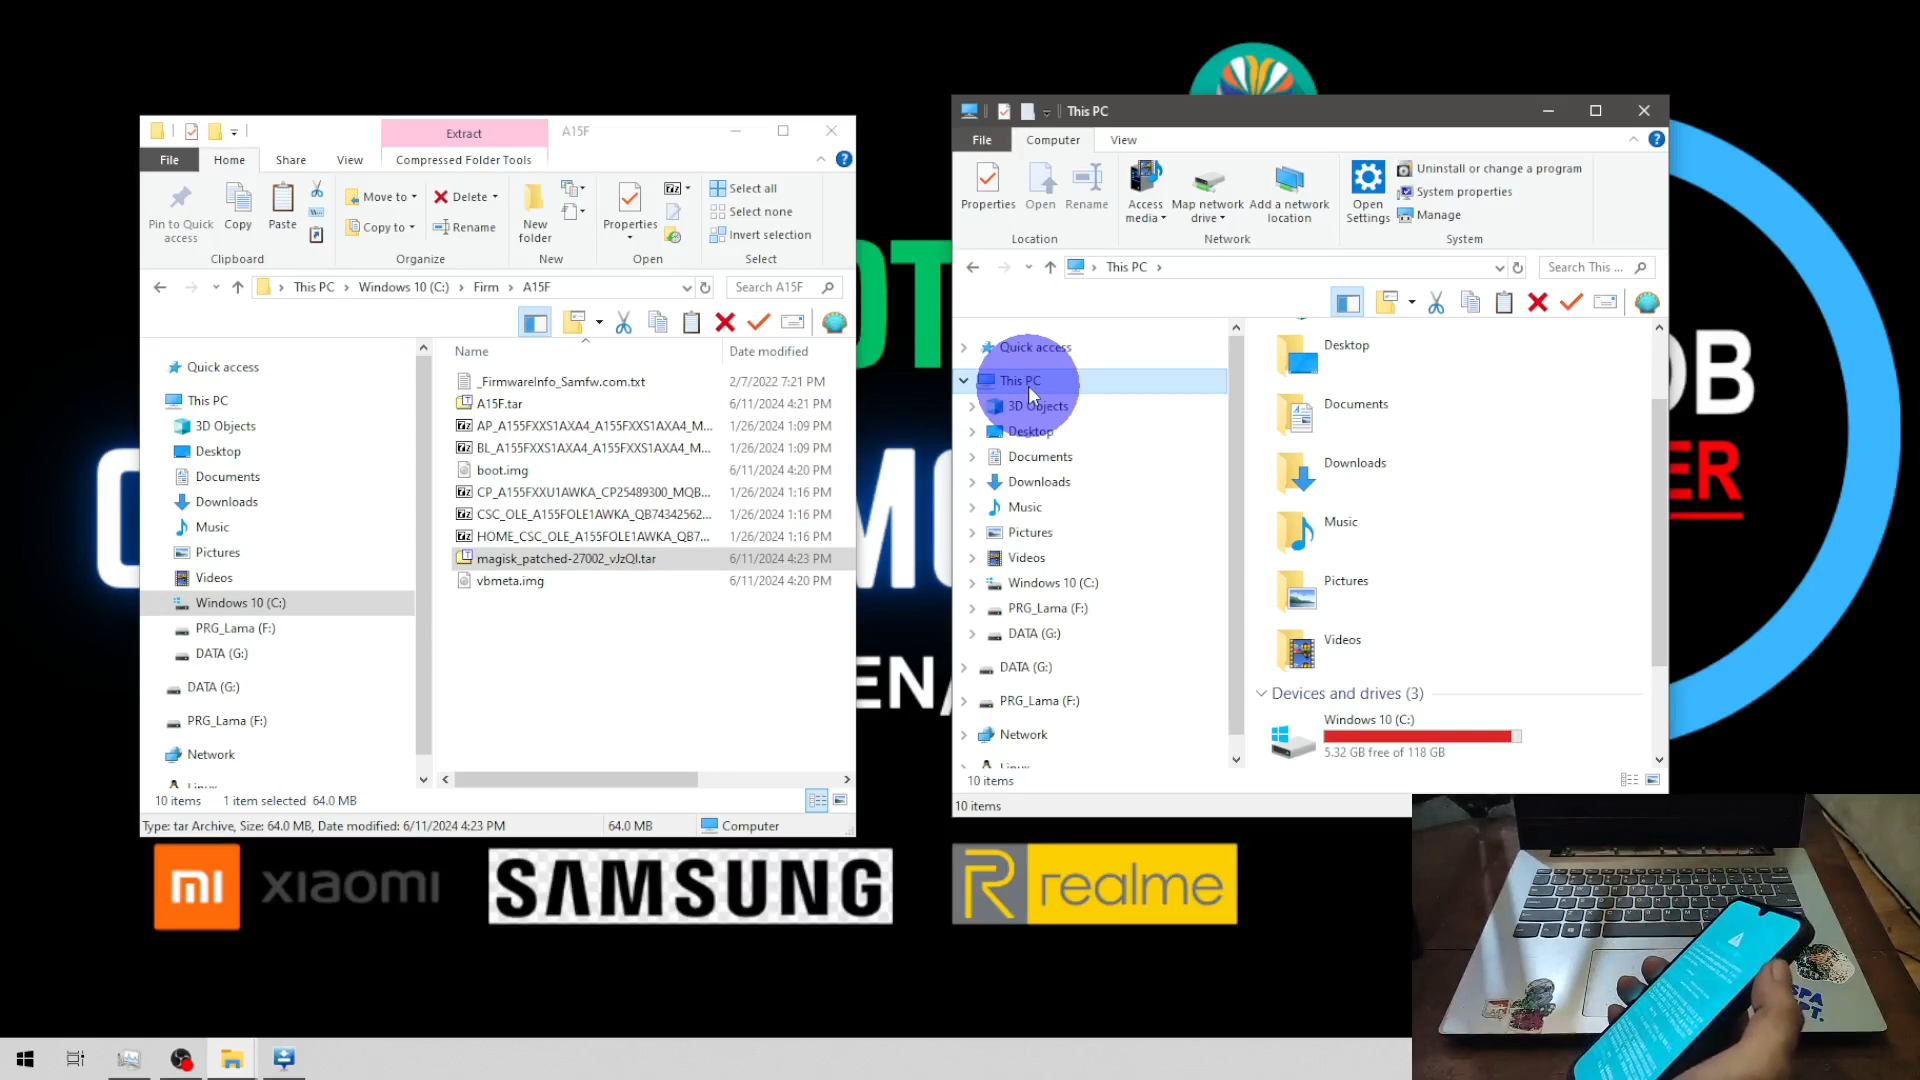 Extract
A15F
File
Home
Share
View
Compressed Folder Tools
Pin to Quick
access
Copy
Paste
Move to
Copy to
Delete
Rename
New
folder
Properties
Select all
Select none
Invert selection
Clipboard
Organize
New
Open
Select
This PC
Windows 10 (C:)
Firm
A15F
Search A15F
Quick access
This PC
3D Objects
Desktop
Documents
Downloads
Music
Pictures
Videos
Windows 10 (C:)
PRG_Lama (F:)
DATA (G:)
DATA (G:)
PRG_Lama (F:)
Network
Name
Date modified
_FirmwareInfo_Samfw.com.txt 2/7/2022 7:21 PM
A15F.tar 6/11/2024 4:21 PM
AP_A155FXXS1AXA4_A155FXXS1AXA4_M... 1/26/2024 1:09 PM
BL_A155FXXS1AXA4_A155FXXS1AXA4_M... 1/26/2024 1:09 PM
boot.img 6/11/2024 4:20 PM
CP_A155FXXU1AWKA_CP25489300_MQB... 1/26/2024 1:16 PM
CSC_OLE_A155FOLE1AWKA_QB74342562... 1/26/2024 1:16 PM
HOME_CSC_OLE_A155FOLE1AWKA_QB7... 1/26/2024 1:16 PM
magisk_patched-27002_vJzQl.tar 6/11/2024 4:23 PM
vbmeta.img 6/11/2024 4:20 PM
10 items 1 item selected 64.0 MB
Type: tar Archive, Size: 64.0 MB, Date modified: 6/11/2024 4:23 PM 64.0 MB Computer
This PC
File
Computer
View
Properties
Open
Rename
Access
media
Map network
drive
Add a network
location
Open
Settings
Uninstall or change a program
System properties
Manage
Location
Network
System
This PC
Search This ...
Quick access
This PC
3D Objects
Desktop
Documents
Downloads
Music
Pictures
Videos
Windows 10 (C:)
PRG_Lama (F:)
DATA (G:)
DATA (G:)
PRG_Lama (F:)
Network
Linux
Desktop
Documents
Downloads
Music
Pictures
Videos
Devices and drives (3)
Windows 10 (C:)
5.32 GB free of 118 GB
10 items
10 items
OB
ER
mi xiaomi
SAMSUNG
R realme